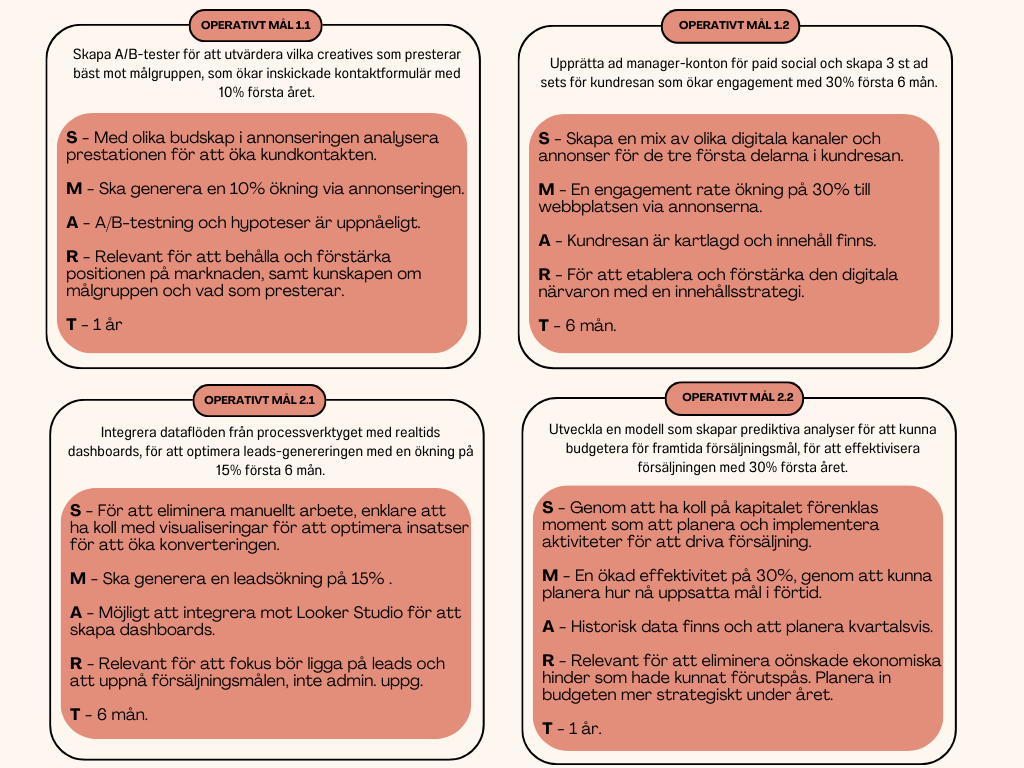 OPERATIVT MÅL 1.1
Skapa A/B-tester för att utvärdera vilka creatives som presterar
bäst mot målgruppen, som ökar inskickade kontaktformulär med
10% första året.
S - Med olika budskap i annonseringen analysera
prestationen för att öka kundkontakten.
M - Ska generera en 10% ökning via annonseringen.
A - A/B-testning och hypoteser är uppnåeligt.
R - Relevant för att behålla och förstärka
positionen på marknaden, samt kunskapen om
målgruppen och vad som presterar.
T - 1 år
OPERATIVT MÅL 1.2
Upprätta ad manager-konton för paid social och skapa 3 st ad
sets för kundresan som ökar engagement med 30% första 6 mån.
S - Skapa en mix av olika digitala kanaler och
annonser för de tre första delarna i kundresan.
M - En engagement rate ökning på 30% till
webbplatsen via annonserna.
A - Kundresan är kartlagd och innehåll finns.
R - För att etablera och förstärka den digitala
närvaron med en innehållsstrategi.
T - 6 mån.
OPERATIVT MÅL 2.1
Integrera dataflöden från processverktyget med realtids
dashboards, för att optimera leads-genereringen med en ökning på
15% första 6 mån.
S - För att eliminera manuellt arbete, enklare att
ha koll med visualiseringar för att optimera insatser
för att öka konverteringen.
M - Ska generera en leadsökning på 15% .
A - Möjligt att integrera mot Looker Studio för att
skapa dashboards.
R - Relevant för att fokus bör ligga på leads och
att uppnå försäljningsmålen, inte admin. uppg.
T - 6 mån.
OPERATIVT MÅL 2.2
Utveckla en modell som skapar prediktiva analyser för att kunna
budgetera för framtida försäljningsmål, för att effektivisera
försäljningen med 30% första året.
S - Genom att ha koll på kapitalet förenklas
moment som att planera och implementera
aktiviteter för att driva försäljning.
M - En ökad effektivitet på 30%, genom att kunna
planera hur nå uppsatta mål i förtid.
A - Historisk data finns och att planera kvartalsvis.
R - Relevant för att eliminera oönskade ekonomiska
hinder som hade kunnat förutspås. Planera in
budgeten mer strategiskt under året.
T - 1 år.